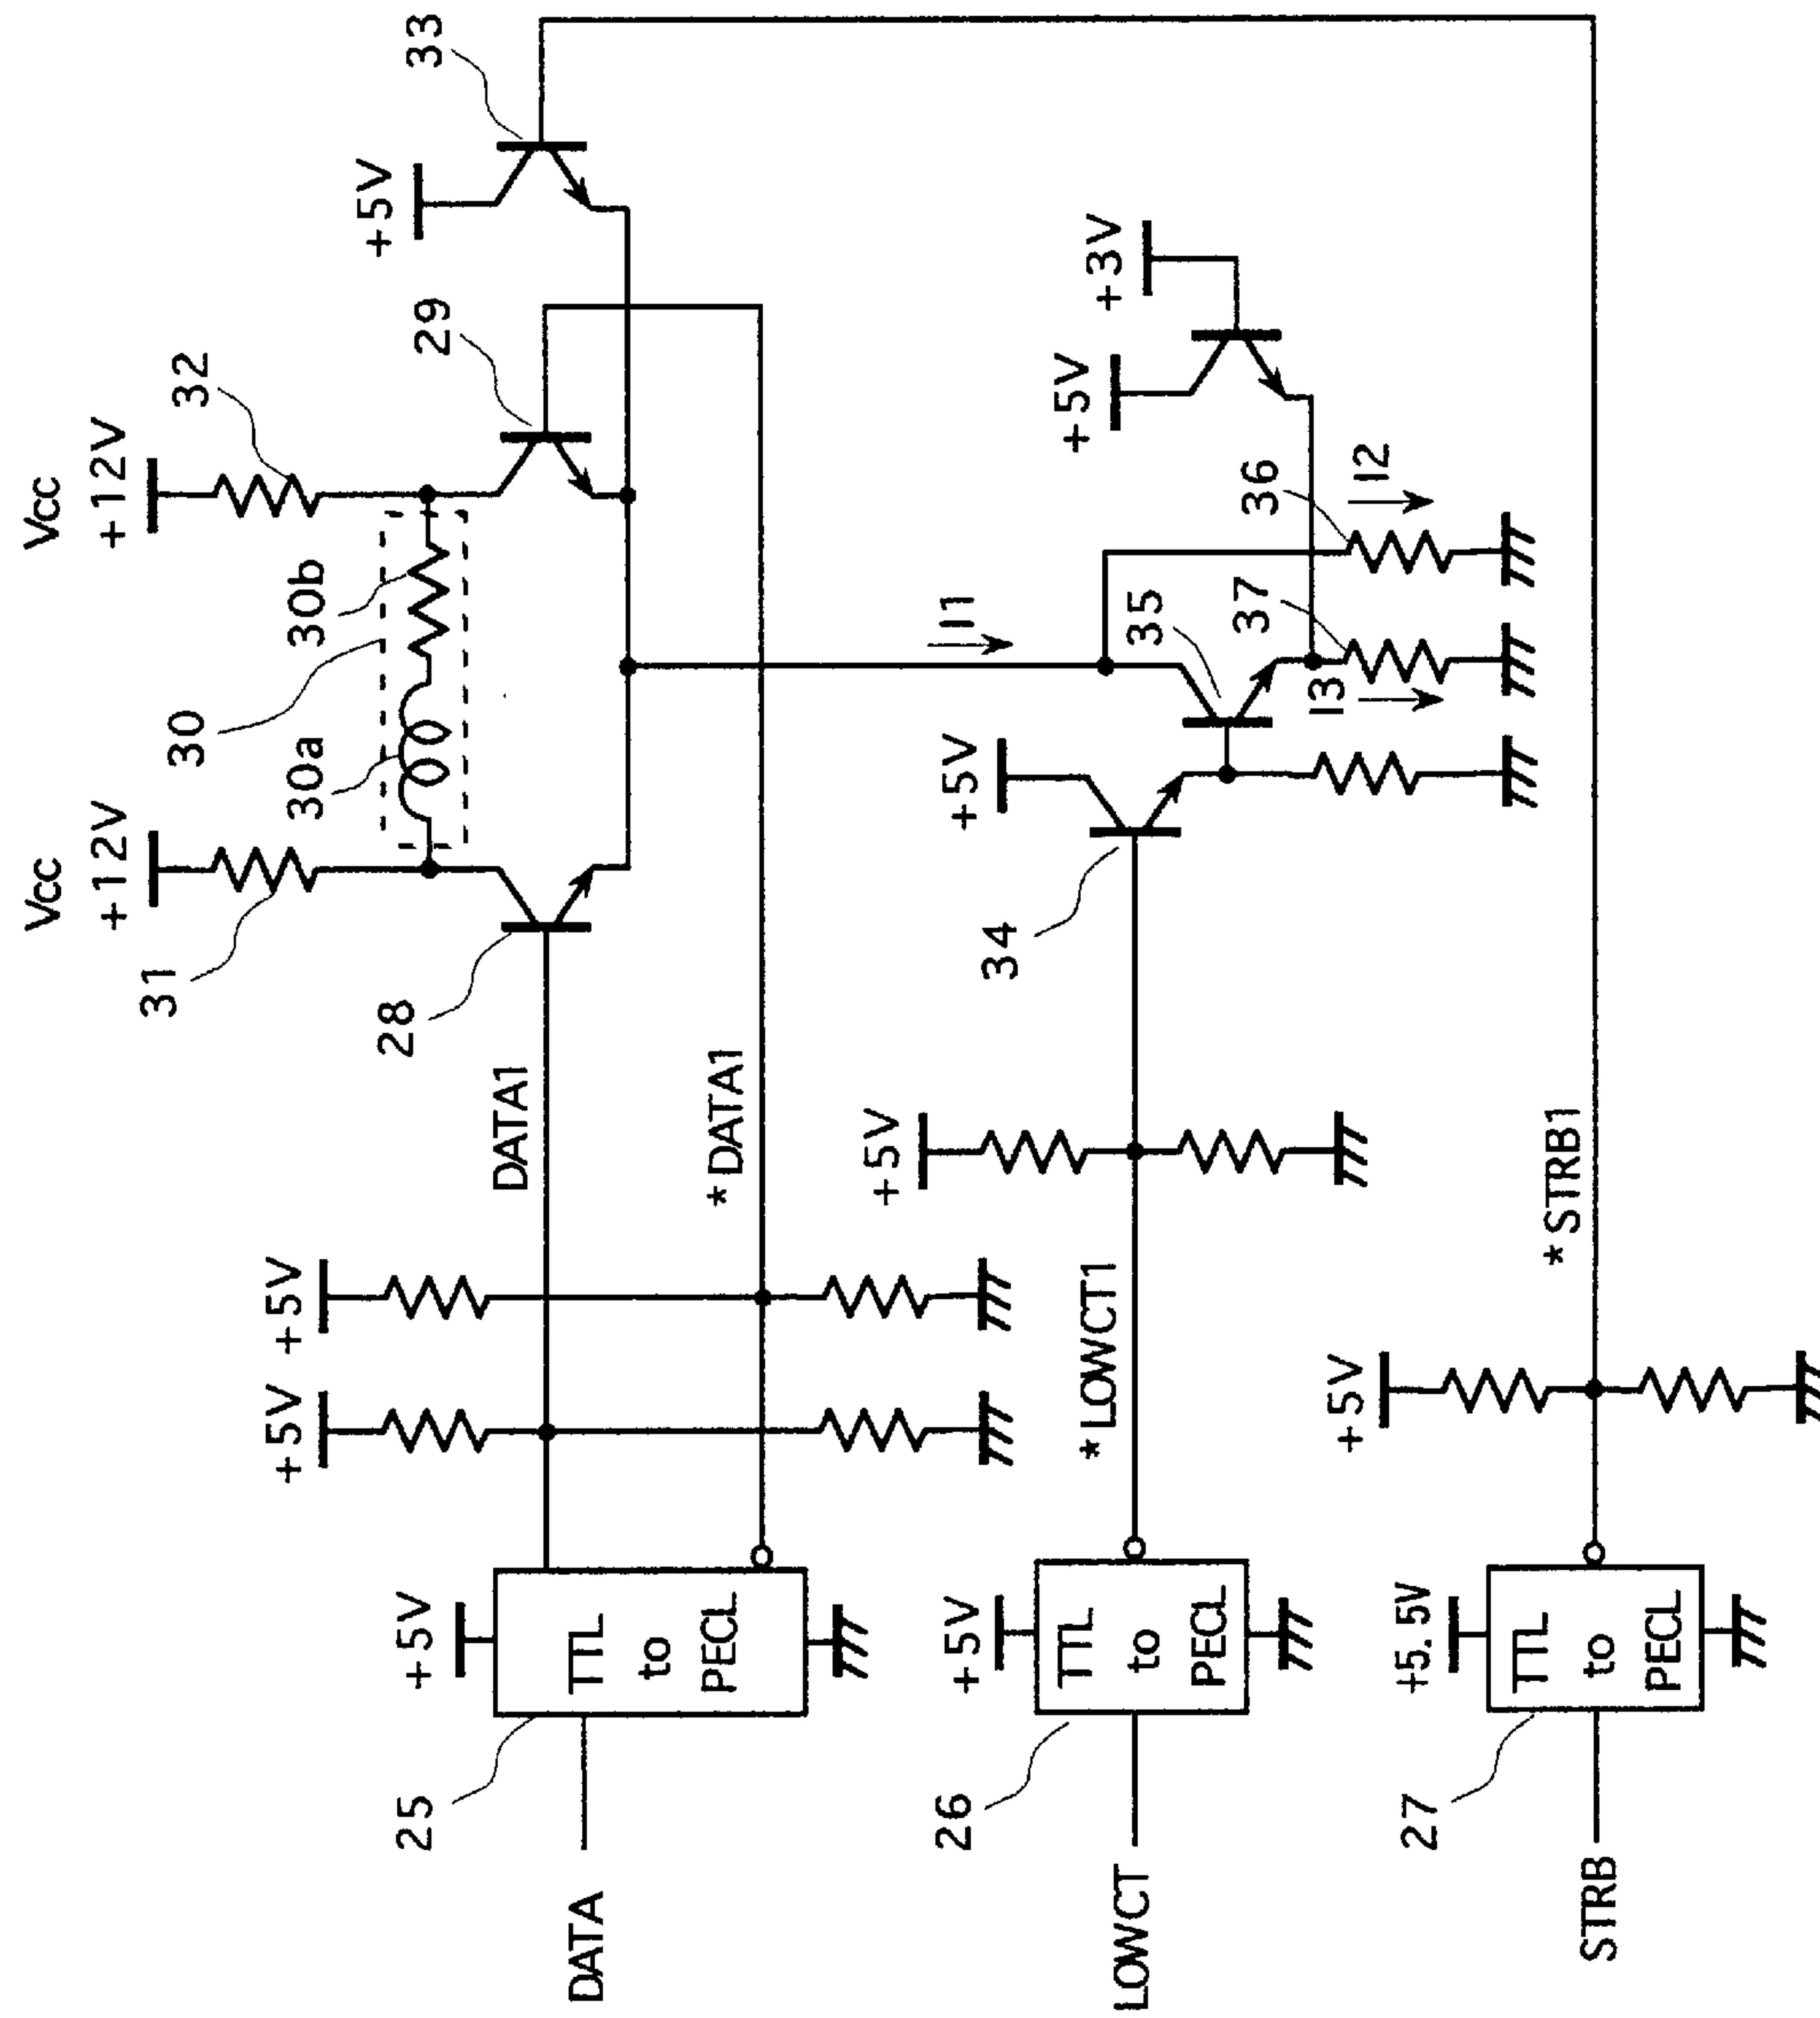 Vcc
+12V
31
Vcc
+12V
32
30
30a
30b
28
29
33
+5V
DATA1
*DATA1
I1
+5V
+5V
+5V
TTL
to
PECL
25
DATA
+5V
34
+5V
35
36
37
I2
I3
+5V
+3V
*LOWCT1
+5V
TTL
to
PECL
26
LOWCT
*STRB1
+5V
+5.5V
TTL
to
PECL
27
STRB